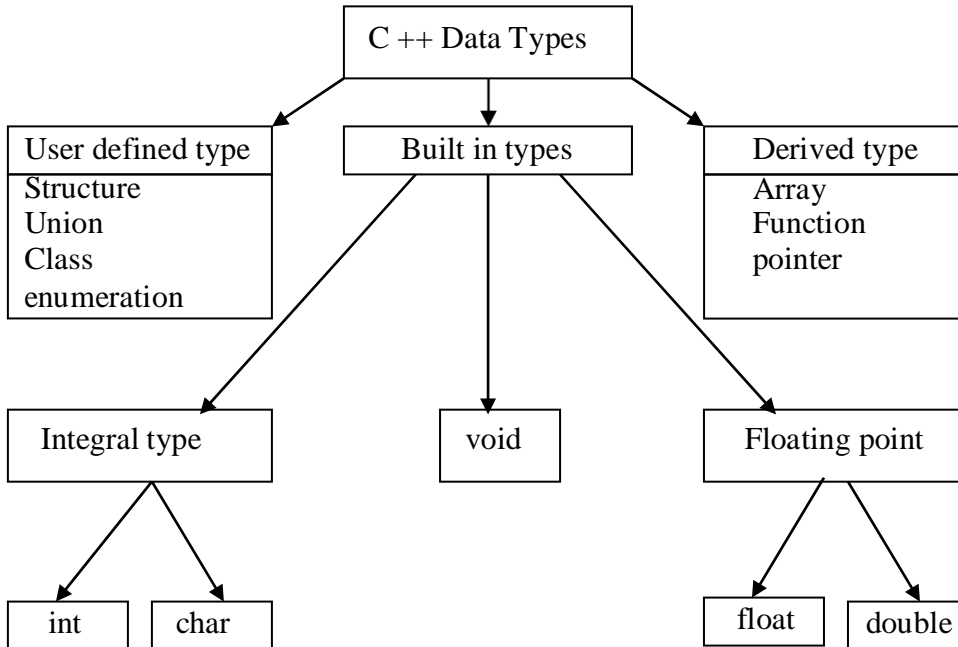 C ++ Data Types
User defined type
Structure
Union
Class
enumeration
Built in types
Derived type
Array
Function
pointer
Integral type
void
Floating point
int
char
float
double